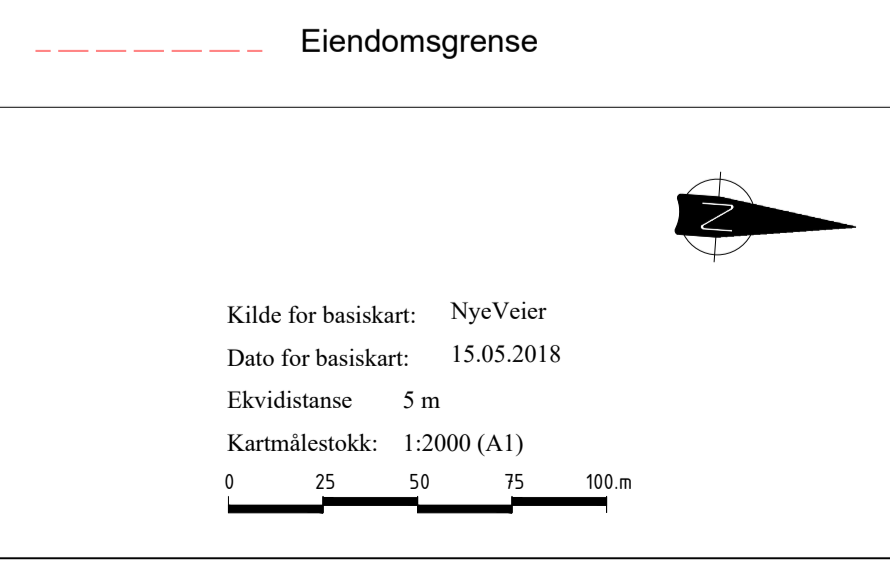 Eiendomsgrense
N
Kilde for basiskart: NyeVeier
Dato for basiskart: 15.05.2018
Ekvidistanse 5 m
Kartmålestokk: 1:2000 (A1)
0 25 50 75 100.m